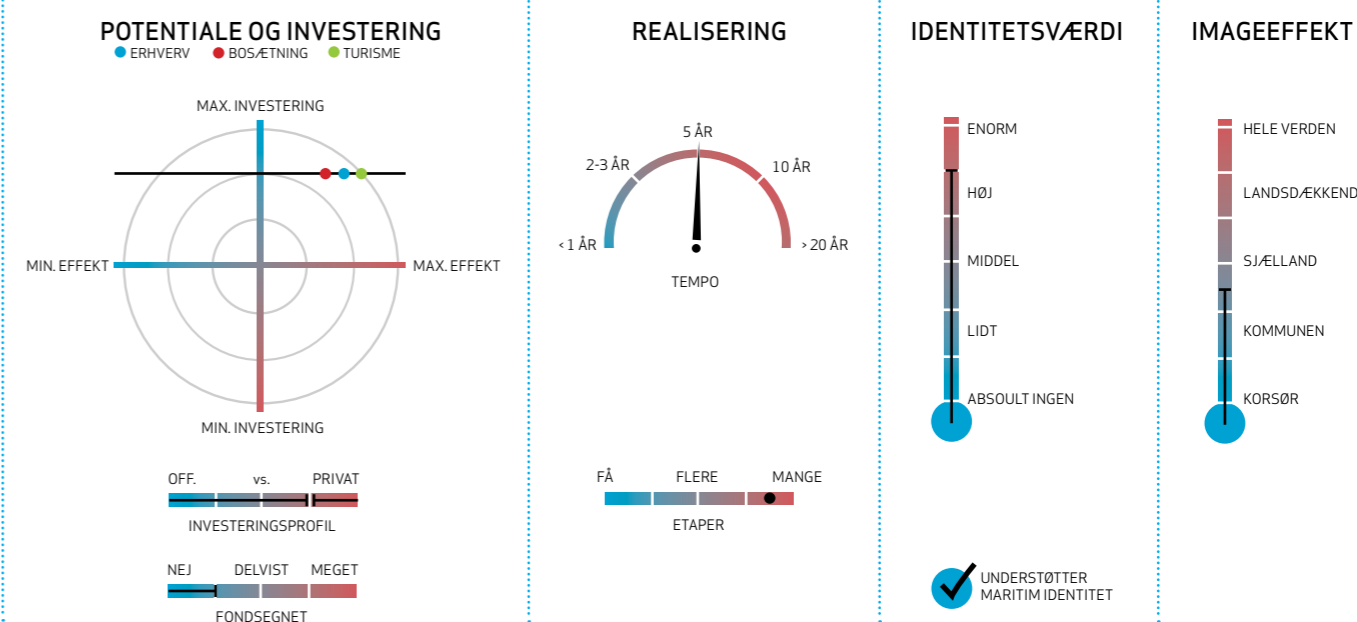 POTENTIALE OG INVESTERING
ERHVERV BOSÆTNING TURISME
MAX. INVESTERING
MIN. EFFEKT
MAX. EFFEKT
MIN. INVESTERING
OFF. vs. PRIVAT
INVESTERINGSPROFIL
NEJ DELVIST MEGET
FONDSEGNET
REALISERING
5 ÅR
2-3 ÅR
10 ÅR
<1 ÅR
>20 ÅR
TEMPO
FÅ FLERE MANGE
ETAPER
IDENTITETSVÆRDI
ENORM
HØJ
MIDDEL
LIDT
ABSOULT INGEN
UNDERSTØTTER
MARITIM IDENTITET
IMAGEEFFEKT
HELE VERDEN
LANDSDÆKKEND
SJÆLLAND
KOMMUNEN
KORSØR